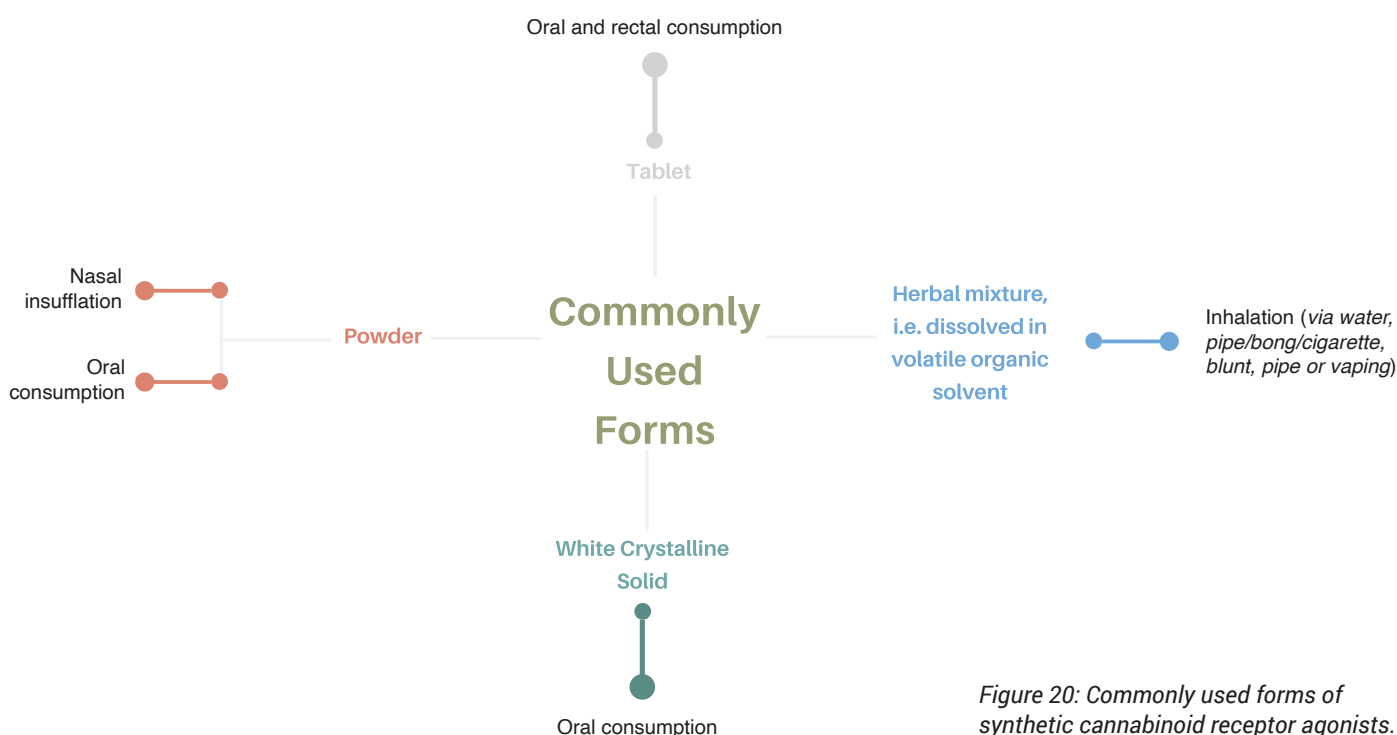 Oral and rectal consumption
Tablet
Nasal
insufflation
Oral
consumption
Powder
Commonly
Used
Forms
Herbal mixture,
i.e. dissolved in
volatile organic
solvent
Inhalation (via water,
pipe/bong/cigarette,
blunt, pipe or vaping)
White Crystalline
Solid
Oral consumption
Figure 20: Commonly used forms of
synthetic cannabinoid receptor agonists.